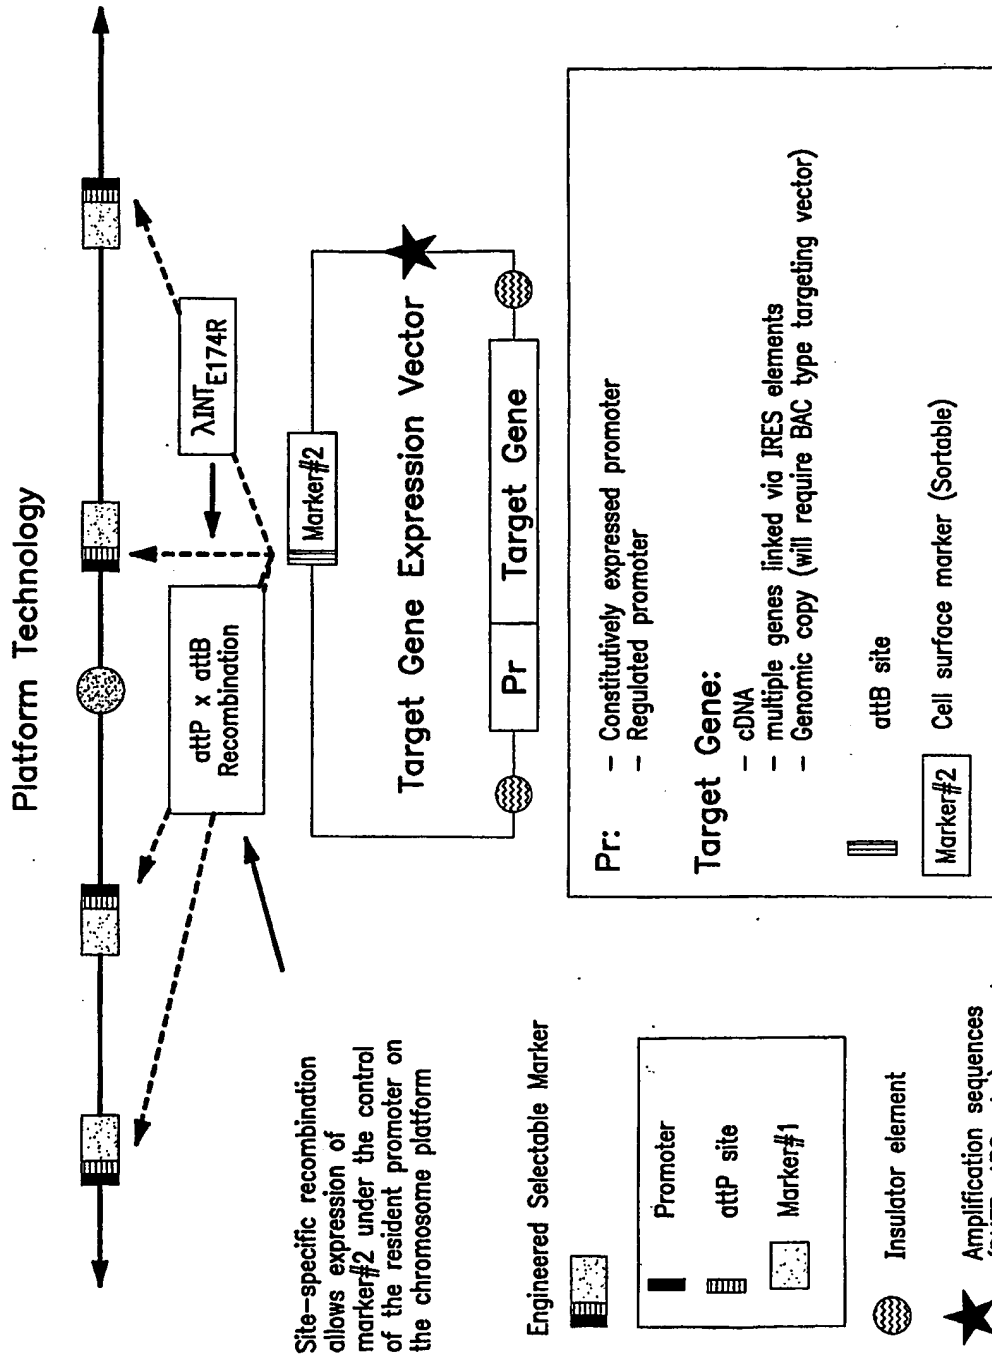 Platform Technology
attP x attB
Recombination
λINT E174R
Site-specific recombination
allows expression of
marker#2 under the control
of the resident promoter on
the chromosome platform
Marker#2
Target Gene Expression Vector
Pr
Target Gene
Engineered Selectable Marker
Promoter
attP site
Marker#1
Insulator element
Amplification sequences
Pr:
– Constitutively expressed promoter
– Regulated promoter
Target Gene:
– cDNA
– multiple genes linked via IRES elements
– Genomic copy (will require BAC type targeting vector)
attB site
Marker#2
Cell surface marker (Sortable)